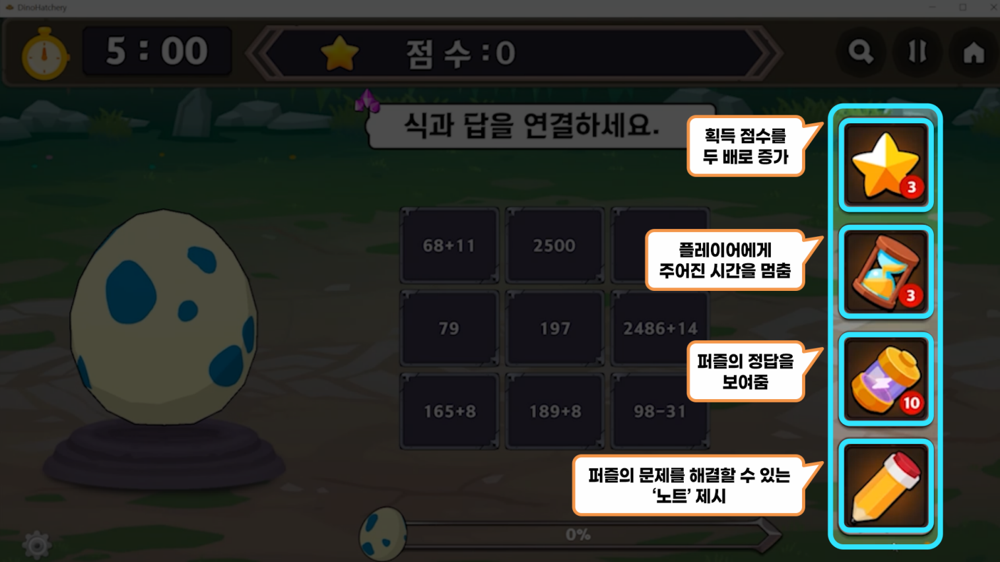 DinoHatchery
5 : 00
점 수 : 0
식과 답을 연결하세요.
획득 점수를
두 배로 증가
3
68+11
2500
플레이어에게
주어진 시간을 멈춤
3
79
197
2486+14
퍼즐의 정답을
보여줌
10
165+8
189+8
98-31
퍼즐의 문제를 해결할 수 있는
‘노트’ 제시
0%